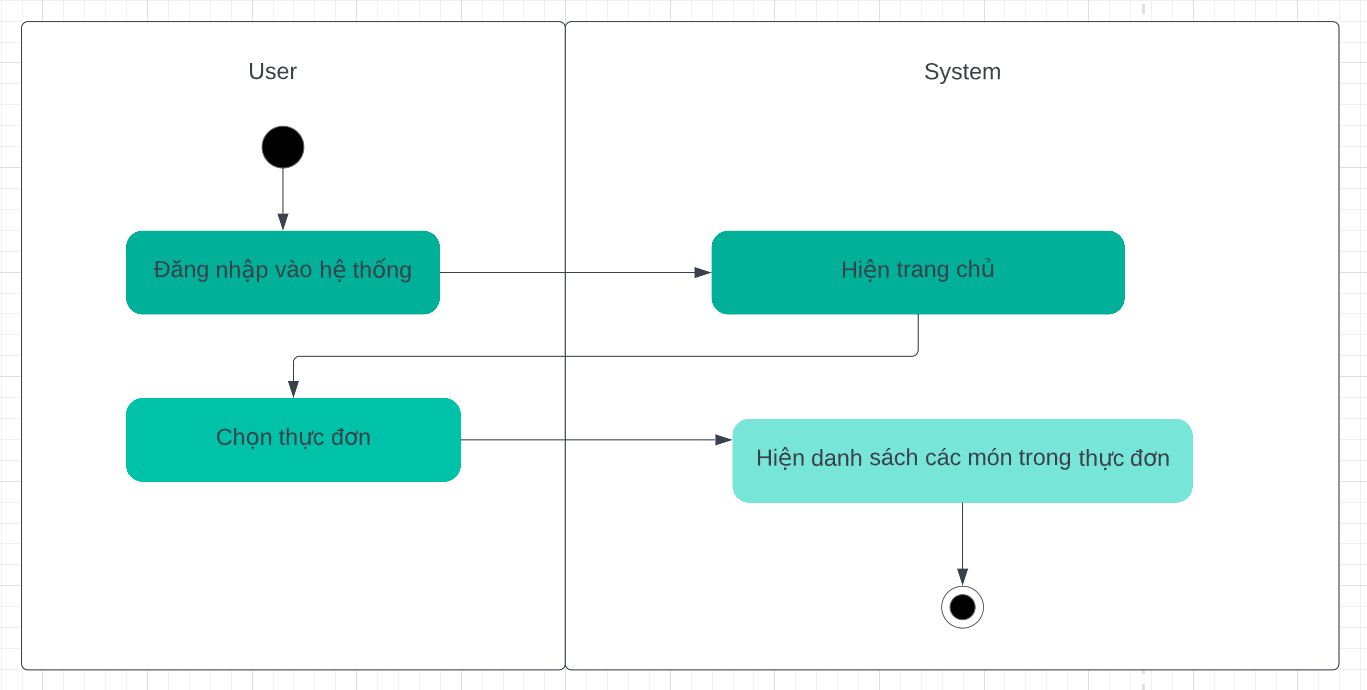 User
System
Đăng nhập vào hệ thống
Hiện trang chủ
Chọn thực đơn
Hiện danh sách các món trong thực đơn